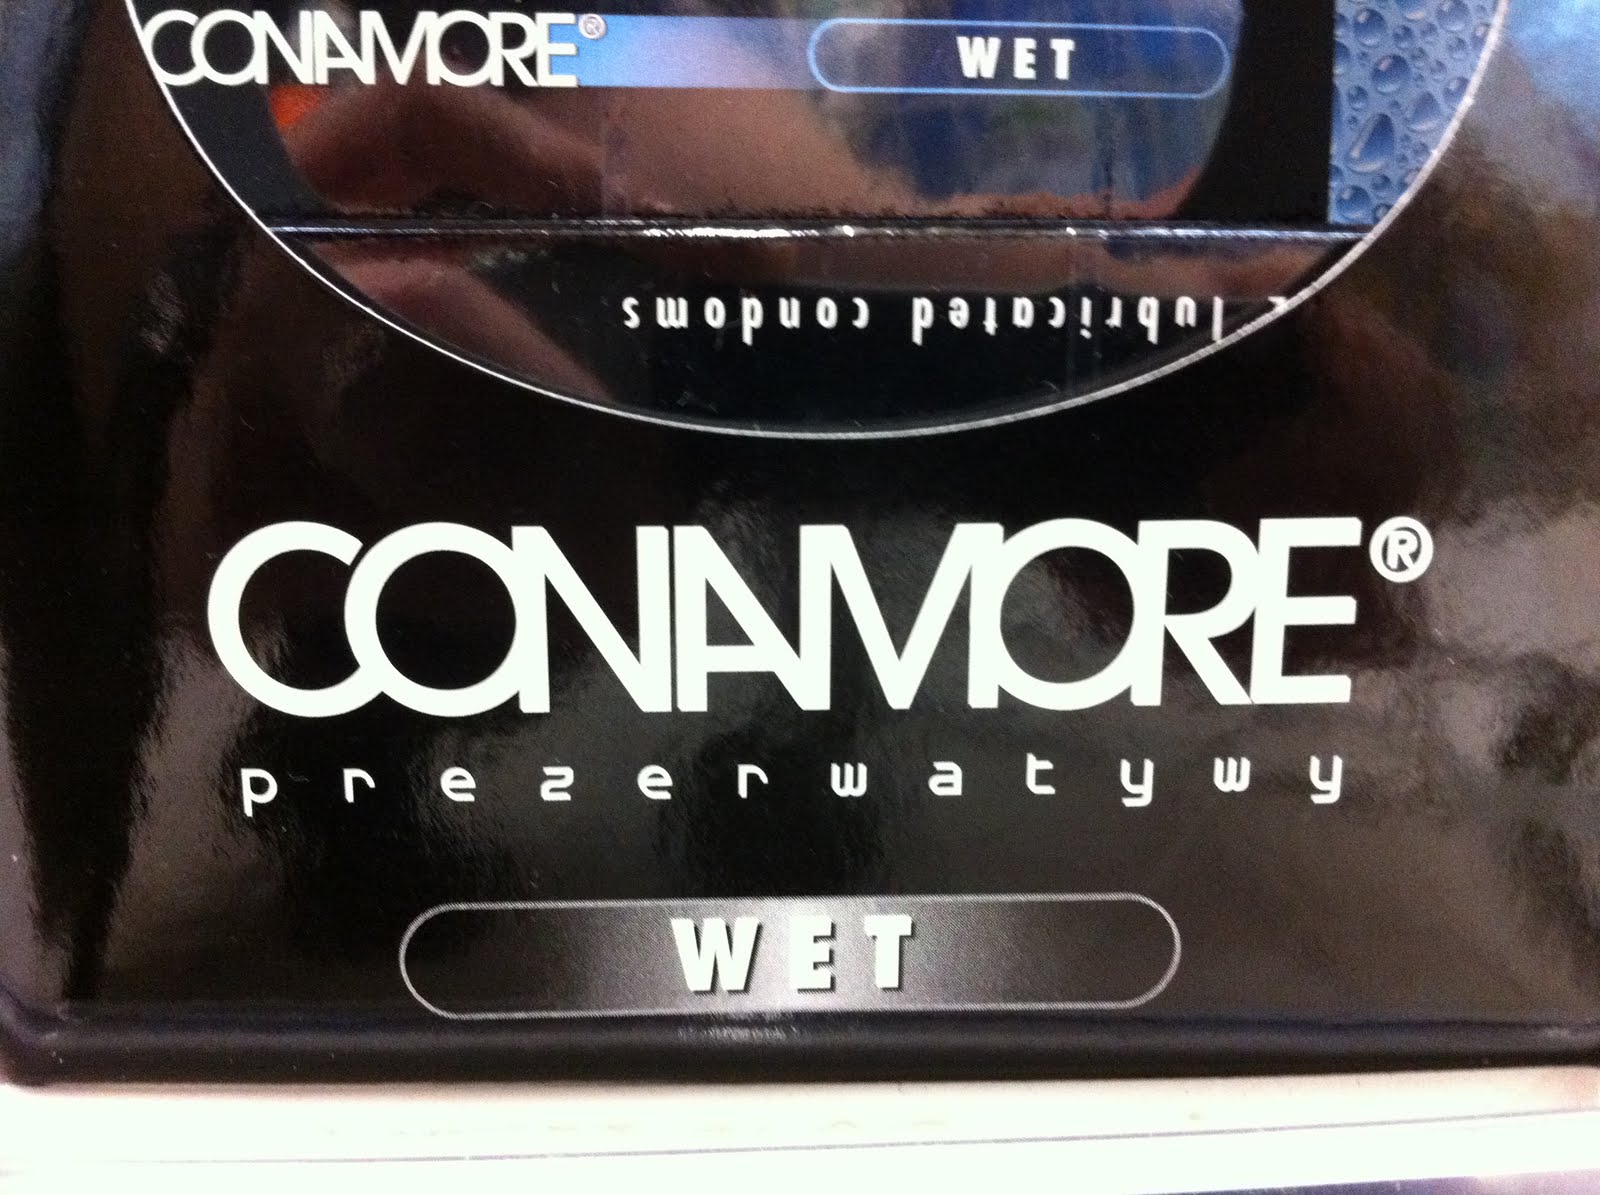 CONAMORE®
WET
lubricated condoms
CONAMORE®
prezerwatywy
WET